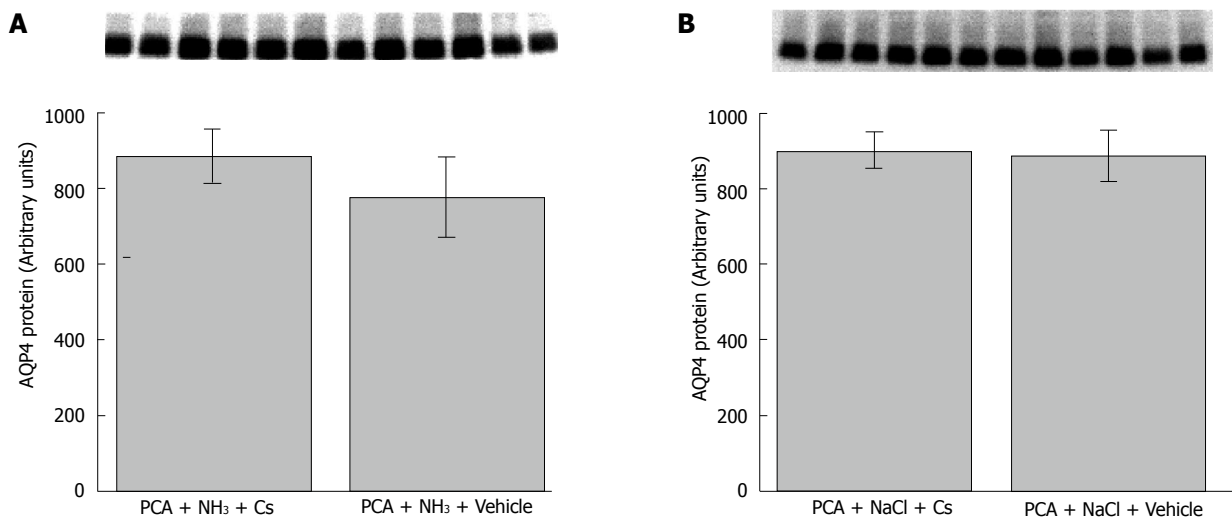 A
1000
800
600
400
200
0
AQP4 protein (Arbitrary units)
PCA + NH₃ + Cs
PCA + NH₃ + Vehicle
B
1000
800
600
400
200
0
AQP4 protein (Arbitrary units)
PCA + NaCl + Cs
PCA + NaCl + Vehicle